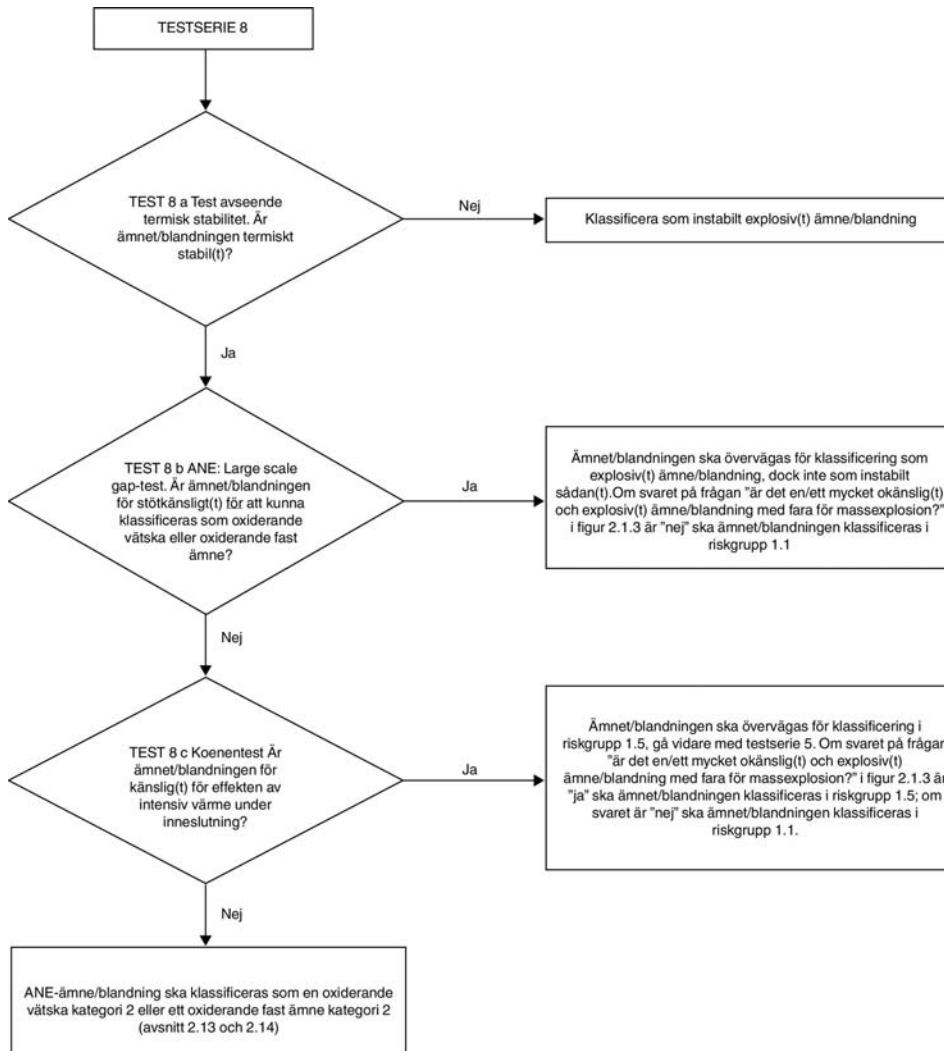 TESTSERIE 8
TEST 8 a Test avseende
termisk stabilitet. Är
ämnet/blandningen termiskt
stabil(t)?
Nej
Klassificera som instabilt explosiv(t) ämne/blandning
Ja
TEST 8 b ANE: Large scale
gap-test. Är ämnet/blandningen
för stötkänsligt(t) för att kunna
klassificeras som oxiderande
vätska eller oxiderande fast
ämne?
Ja
Ämnet/blandningen ska övervägas för klassificering som
explosiv(t) ämne/blandning, dock inte som instabilt
sådan(t).Om svaret på frågan ”är det en/ett mycket okänslig(t)
och explosiv(t) ämne/blandning med fara för massexplosion?”
i figur 2.1.3 är ”nej” ska ämnet/blandningen klassificeras i
riskgrupp 1.1
Nej
TEST 8 c Koenentest Är
ämnet/blandningen för
känslig(t) för effekten av
intensiv värme under
inneslutning?
Ja
Ämnet/blandningen ska övervägas för klassificering i
riskgrupp 1.5, gå vidare med testserie 5. Om svaret på frågan
”är det en/ett mycket okänslig(t) och explosiv(t)
ämne/blandning med fara för massexplosion?” i figur 2.1.3 är
”ja” ska ämnet/blandningen klassificeras i riskgrupp 1.5; om
svaret är ”nej” ska ämnet/blandningen klassificeras i
riskgrupp 1.1.
Nej
ANE-ämne/blandning ska klassificeras som en oxiderande
vätska kategori 2 eller ett oxiderande fast ämne kategori 2
(avsnitt 2.13 och 2.14)